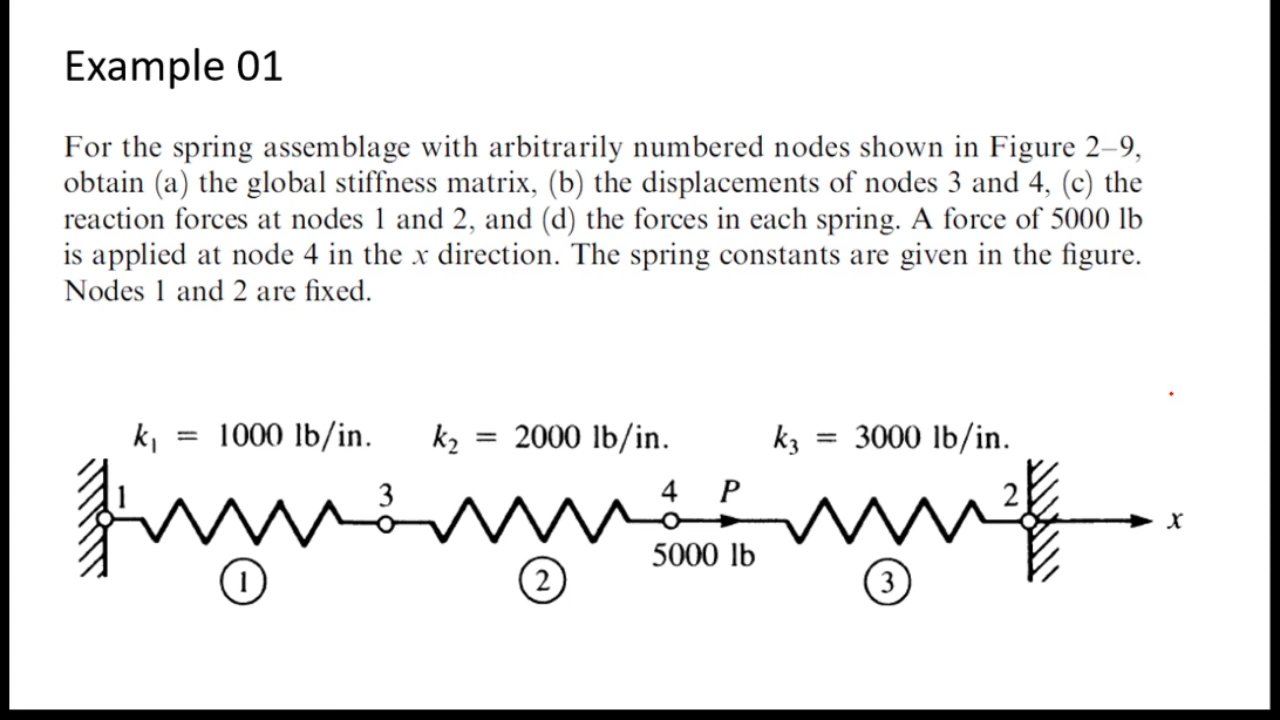 Example 01
For the spring assemblage with arbitrarily numbered nodes shown in Figure 2–9,
obtain (a) the global stiffness matrix, (b) the displacements of nodes 3 and 4, (c) the
reaction forces at nodes 1 and 2, and (d) the forces in each spring. A force of 5000 lb
is applied at node 4 in the x direction. The spring constants are given in the figure.
Nodes 1 and 2 are fixed.
k₁ = 1000 lb/in. k₂ = 2000 lb/in. k₃ = 3000 lb/in.
1 3 4 P 2
x
5000 lb
1 2 3